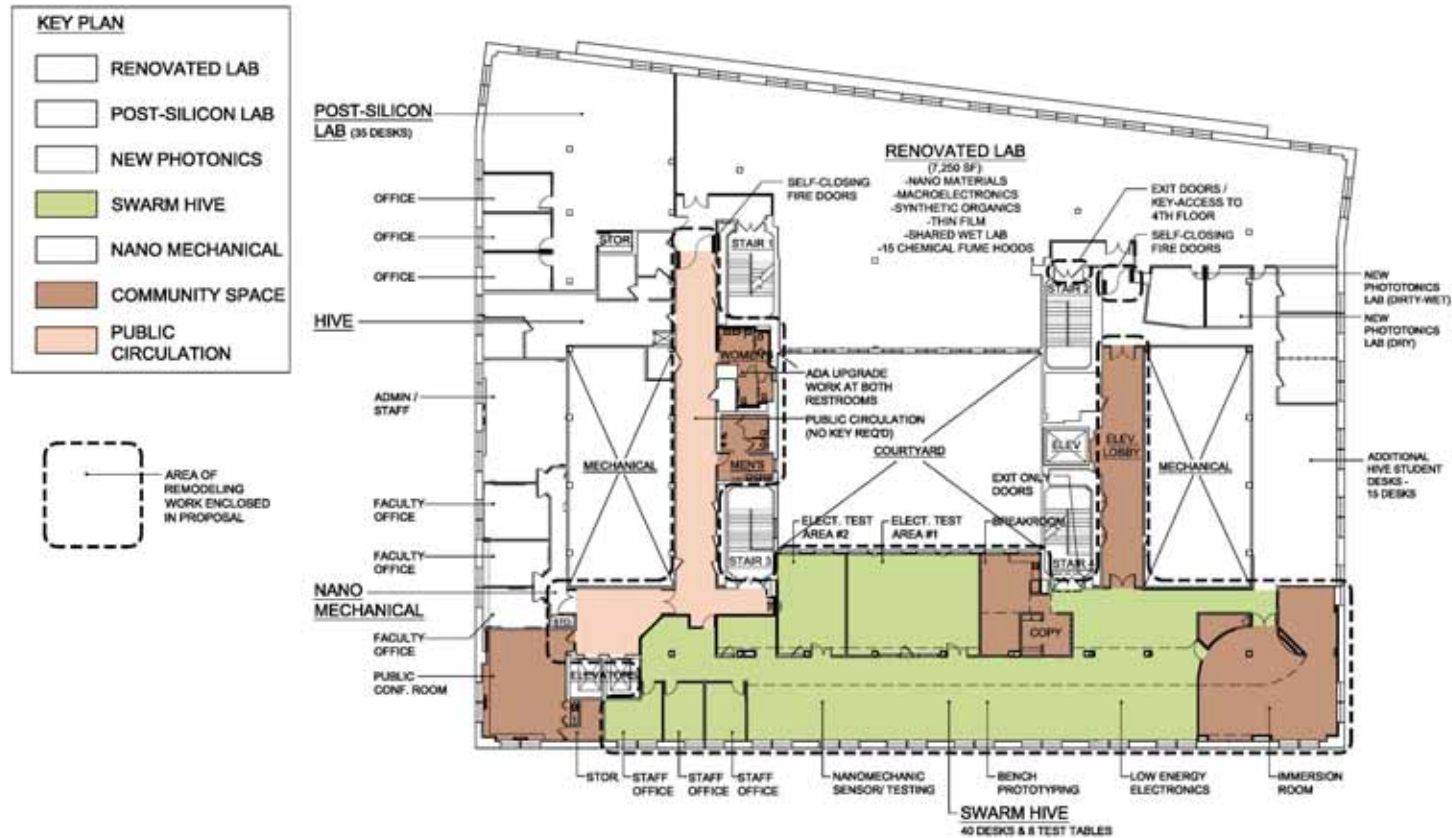 KEY PLAN
RENOVATED LAB
POST-SILICON LAB
NEW PHOTONICS
SWARM HIVE
NANO MECHANICAL
COMMUNITY SPACE
PUBLIC
CIRCULATION
AREA OF
REMODELING
WORK ENCLOSED
IN PROPOSAL
POST-SILICON
LAB (35 DESKS)
OFFICE
OFFICE
OFFICE
HIVE
ADMIN /
STAFF
FACULTY
OFFICE
FACULTY
OFFICE
NANO
MECHANICAL
FACULTY
OFFICE
PUBLIC
CONF. ROOM
STOR
MECHANICAL
STO.
ELEVATORS
SELF-CLOSING
FIRE DOORS
STAIR 1
WOMEN'S
ADA UPGRADE
WORK AT BOTH
RESTROOMS
PUBLIC CIRCULATION
(NO KEY REQ'D)
MEN'S
STAIR 3
RENOVATED LAB
(7,250 SF)
-NANO MATERIALS
-MACROELECTRONICS
-SYNTHETIC ORGANICS
-THIN FILM
-SHARED WET LAB
-15 CHEMICAL FUME HOODS
COURTYARD
ELECT. TEST
AREA #2
ELECT. TEST
AREA #1
BREAKROOM
EXIT ONLY
DOORS
COPY
EXIT DOORS /
KEY-ACCESS TO
4TH FLOOR
SELF-CLOSING
FIRE DOORS
STAIR 2
ELEV
ELEV.
LOBBY
STAIR 4
MECHANICAL
NEW
PHOTOTONICS
LAB (DIRTY-WET)
NEW
PHOTOTONICS
LAB (DRY)
ADDITIONAL
HIVE STUDENT
DESKS -
15 DESKS
STOR.
STAFF
OFFICE
STAFF
OFFICE
STAFF
OFFICE
NANOMECHANIC
SENSOR/ TESTING
BENCH
PROTOTYPING
LOW ENERGY
ELECTRONICS
IMMERSION
ROOM
SWARM HIVE
40 DESKS & 8 TEST TABLES